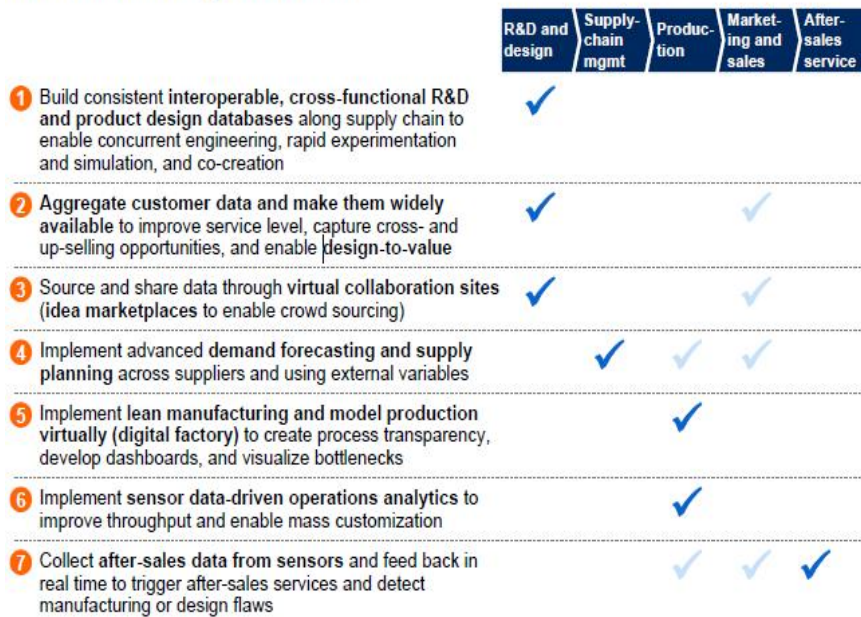 R&D and
design
Supply-
chain
mgmt
Produc-
tion
Market-
ing and
sales
After-
sales
service
1 Build consistent interoperable, cross-functional R&D
and product design databases along supply chain to
enable concurrent engineering, rapid experimentation
and simulation, and co-creation
2 Aggregate customer data and make them widely
available to improve service level, capture cross- and
up-selling opportunities, and enable design-to-value
3 Source and share data through virtual collaboration sites
(idea marketplaces to enable crowd sourcing)
4 Implement advanced demand forecasting and supply
planning across suppliers and using external variables
5 Implement lean manufacturing and model production
virtually (digital factory) to create process transparency,
develop dashboards, and visualize bottlenecks
6 Implement sensor data-driven operations analytics to
improve throughput and enable mass customization
7 Collect after-sales data from sensors and feed back in
real time to trigger after-sales services and detect
manufacturing or design flaws